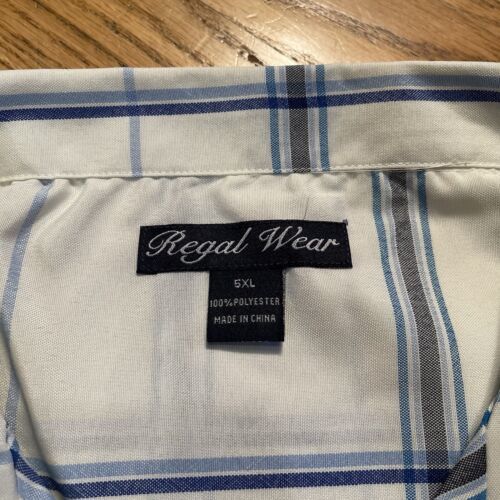 Regal Wear
5XL
100%POLYESTER
MADE IN CHINA